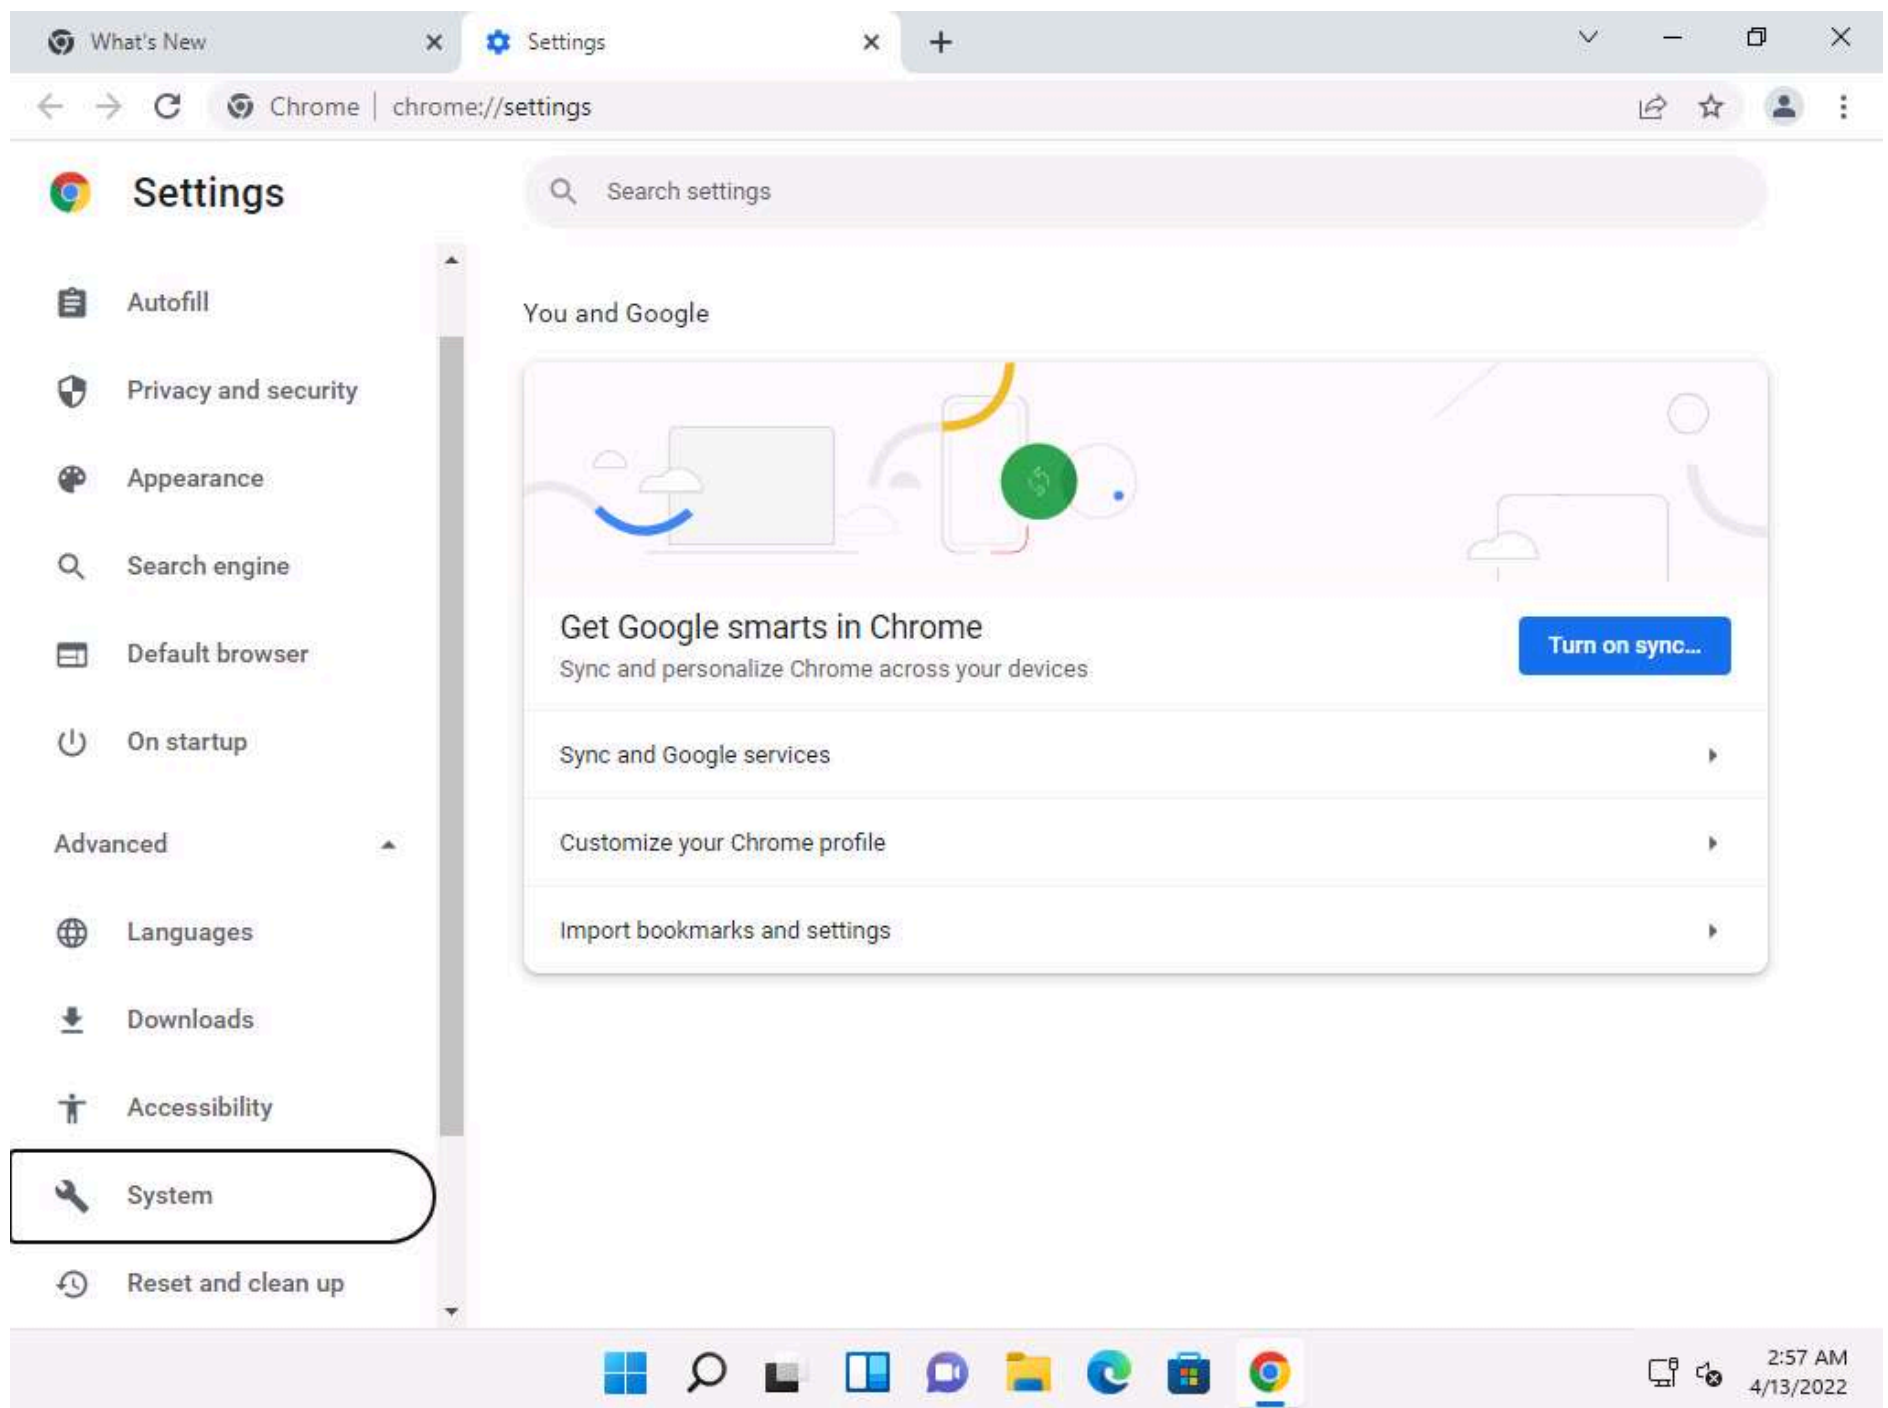 What's New
Settings
Chrome | chrome://settings
Settings
Search settings
Autofill
Privacy and security
Appearance
Search engine
Default browser
On startup
Advanced
Languages
Downloads
Accessibility
System
Reset and clean up
You and Google
Get Google smarts in Chrome
Sync and personalize Chrome across your devices
Turn on sync...
Sync and Google services
Customize your Chrome profile
Import bookmarks and settings
2:57 AM
4/13/2022